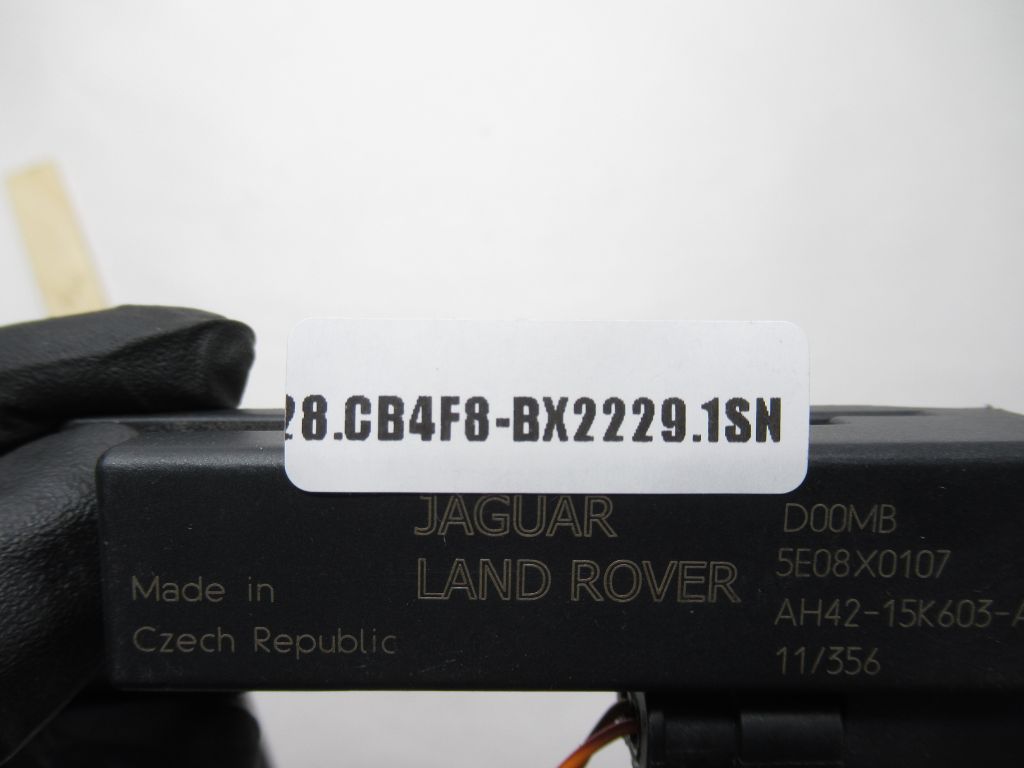 28.CB4F8-BX2229.1SN
JAGUAR
LAND ROVER
Made in
Czech Republic
D00MB
5E08X0107
AH42-15K603-A
11/356